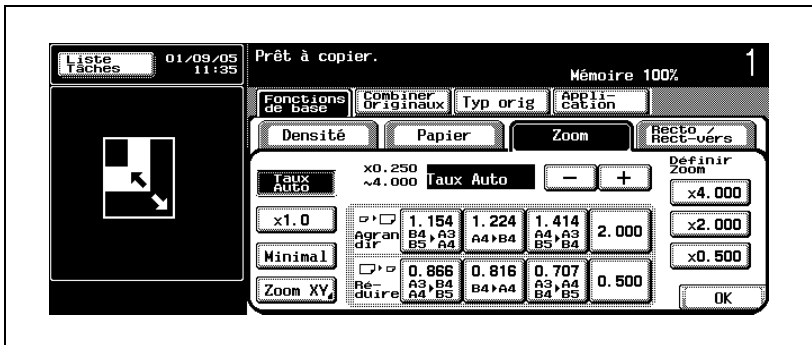 Liste Tâches
01/09/05
11:35
Prêt à copier.
Mémoire 100%
1
Fonctions de base
Combiner Originaux
Typ orig
Appli-cation
Densité
Papier
Zoom
Recto / Rect-vers
Taux Auto
x0.250
~4.000
Taux Auto
−
+
Définir Zoom
x4.000
x1.0
Agran dir
1.154
B4▸A3
B5▸A4
1.224
A4▸B4
1.414
A4▸A3
B5▸B4
2.000
x2.000
Minimal
x0.500
Zoom XY
Ré-duire
0.866
A3▸B4
A4▸B5
0.816
B4▸A4
0.707
A3▸A4
B4▸B5
0.500
OK